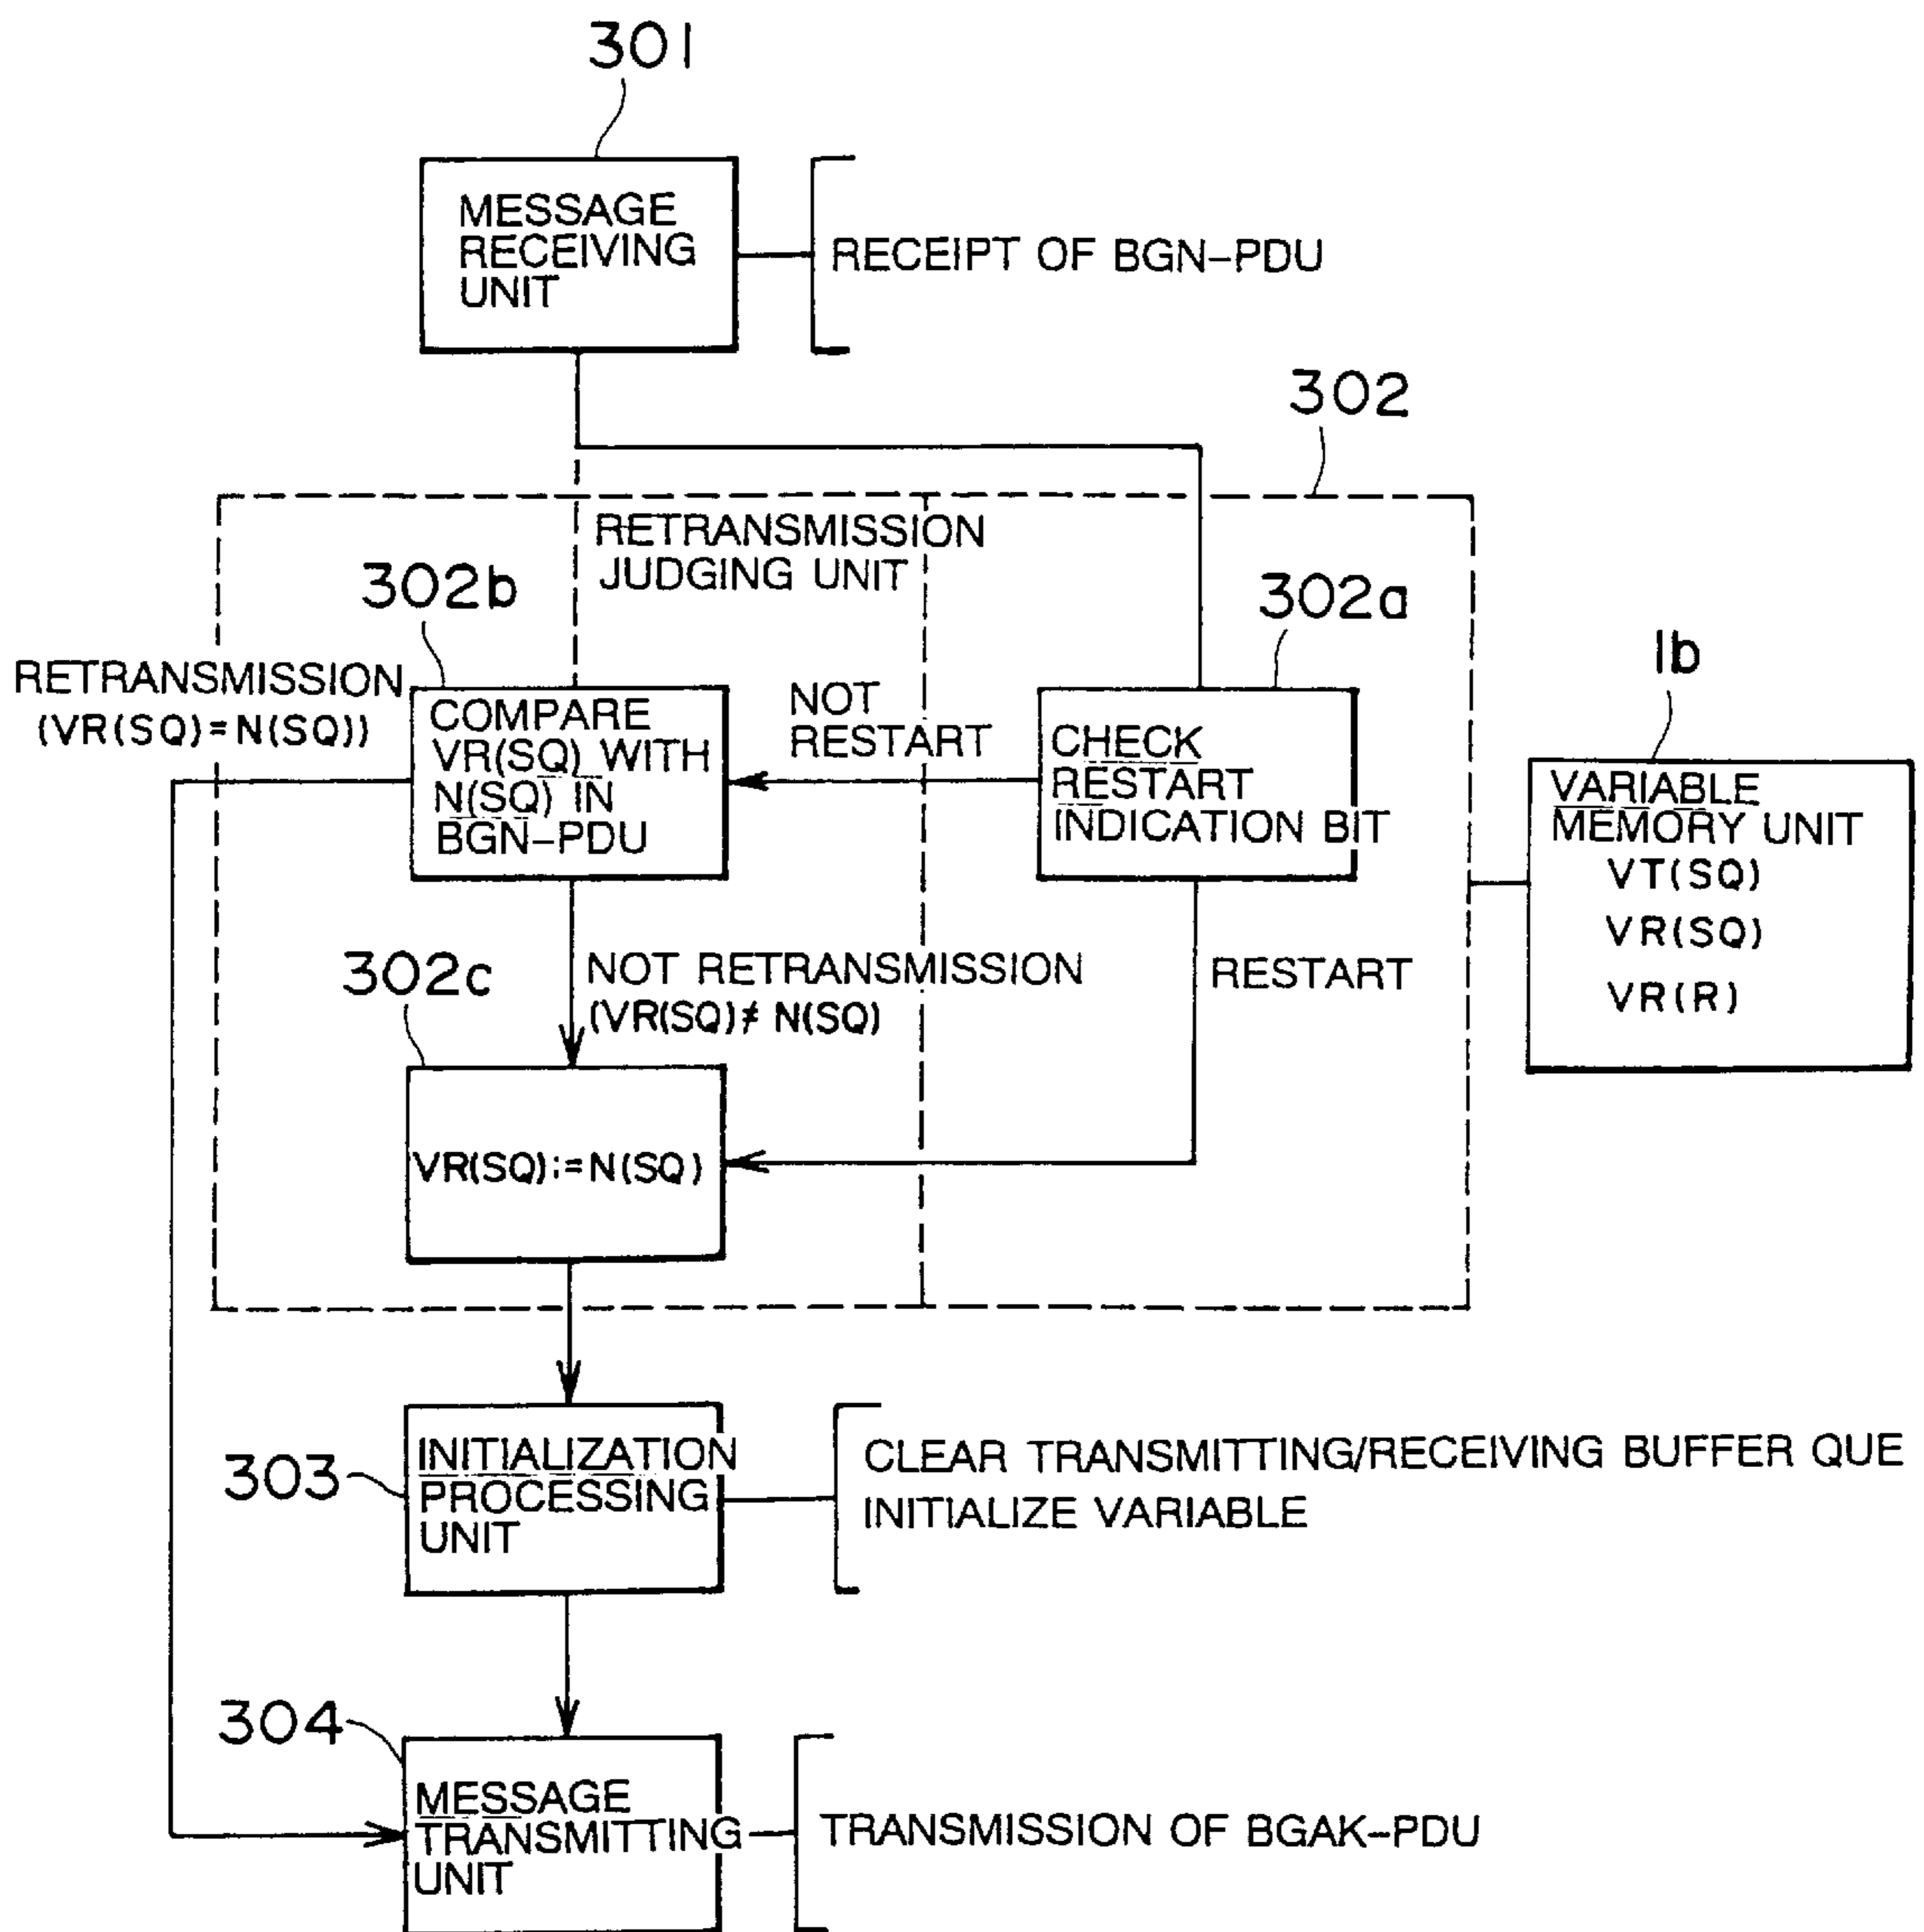 301
MESSAGE
RECEIVING
UNIT
RECEIPT OF BGN-PDU
302
RETRANSMISSION
JUDGING UNIT
302b
302a
1b
RETRANSMISSION
(VR(SQ)=N(SQ))
COMPARE
VR(SQ) WITH
N(SQ) IN
BGN-PDU
NOT
RESTART
CHECK
RESTART
INDICATION BIT
VARIABLE
MEMORY UNIT
VT(SQ)
VR(SQ)
VR(R)
302c
NOT RETRANSMISSION
(VR(SQ)≠ N(SQ)
RESTART
VR(SQ):=N(SQ)
303
INITIALIZATION
PROCESSING
UNIT
CLEAR TRANSMITTING/RECEIVING BUFFER QUE
INITIALIZE VARIABLE
304
MESSAGE
TRANSMITTING
UNIT
TRANSMISSION OF BGAK-PDU